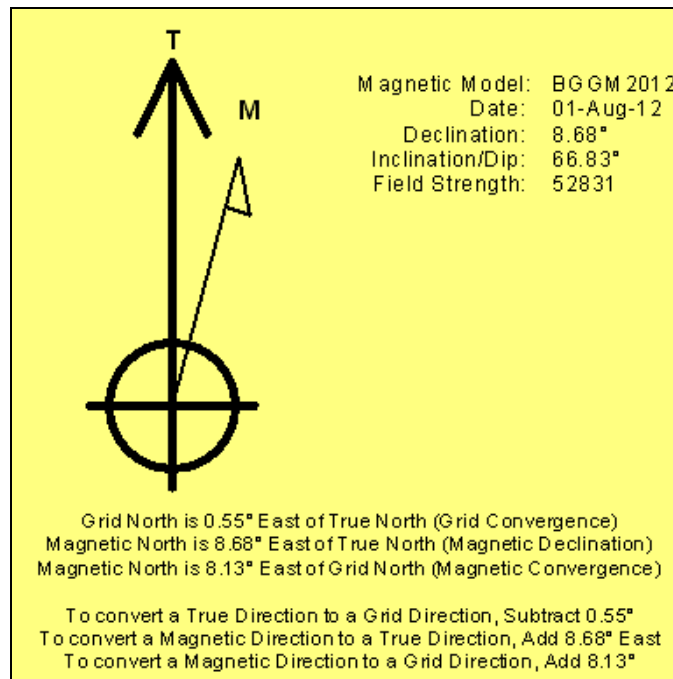 T
M
Magnetic Model: BGGM 2012
Date: 01-Aug-12
Declination: 8.68°
Inclination/Dip: 66.83°
Field Strength: 52831
Grid North is 0.55° East of True North (Grid Convergence)
Magnetic North is 8.68° East of True North (Magnetic Declination)
Magnetic North is 8.13° East of Grid North (Magnetic Convergence)
To convert a True Direction to a Grid Direction, Subtract 0.55°
To convert a Magnetic Direction to a True Direction, Add 8.68° East
To convert a Magnetic Direction to a Grid Direction, Add 8.13°